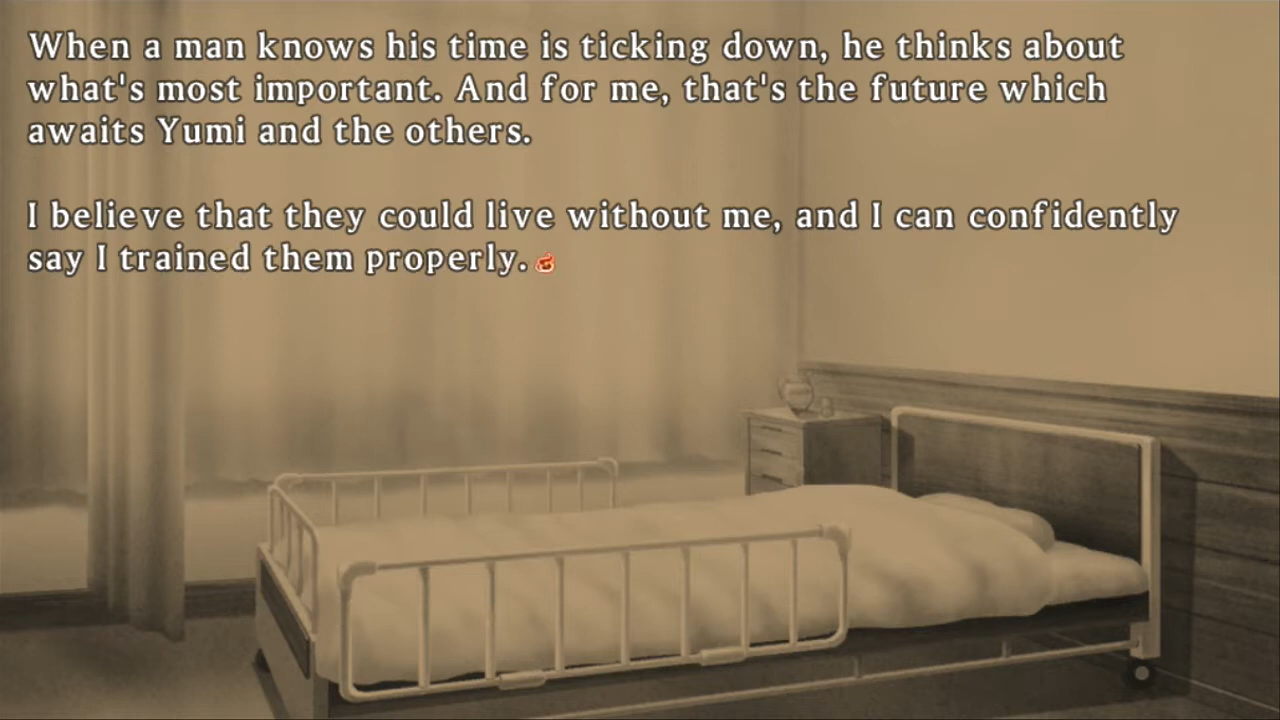 When a man knows his time is ticking down, he thinks about
what's most important. And for me, that's the future which
awaits Yumi and the others.
I believe that they could live without me, and I can confidently
say I trained them properly.